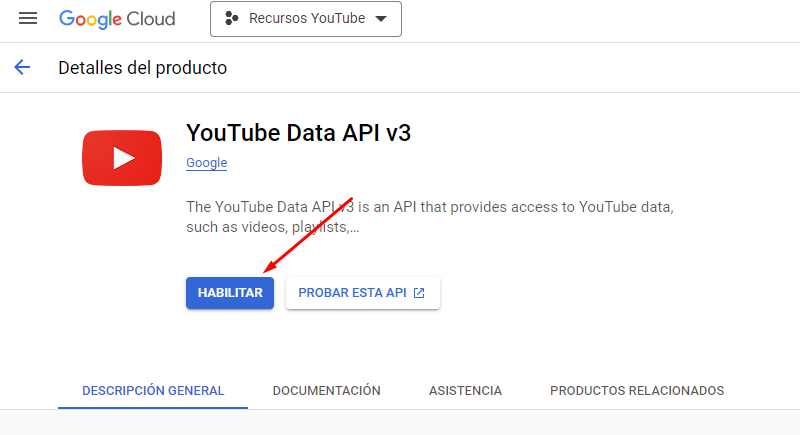 Google Cloud
Recursos YouTube
Detalles del producto
YouTube Data API v3
Google
The YouTube Data API v3 is an API that provides access to YouTube data,
such as videos, playlists,...
HABILITAR
PROBAR ESTA API
DESCRIPCIÓN GENERAL
DOCUMENTACIÓN
ASISTENCIA
PRODUCTOS RELACIONADOS